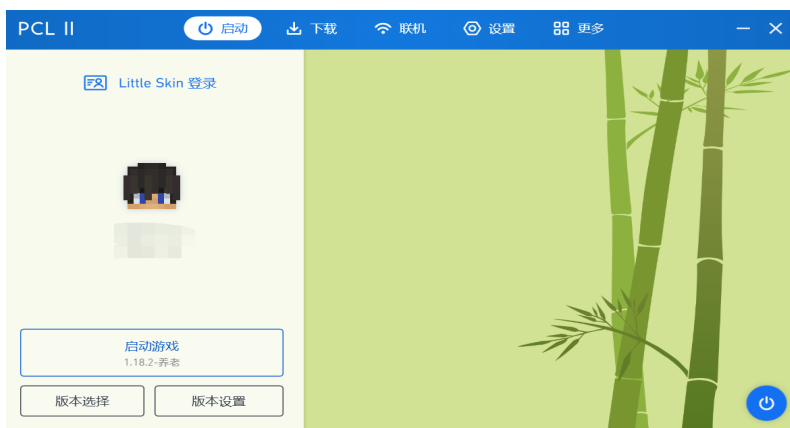 PCL II
启动
下载
联机
设置
更多
Little Skin 登录
启动游戏
1.18.2-养老
版本选择
版本设置